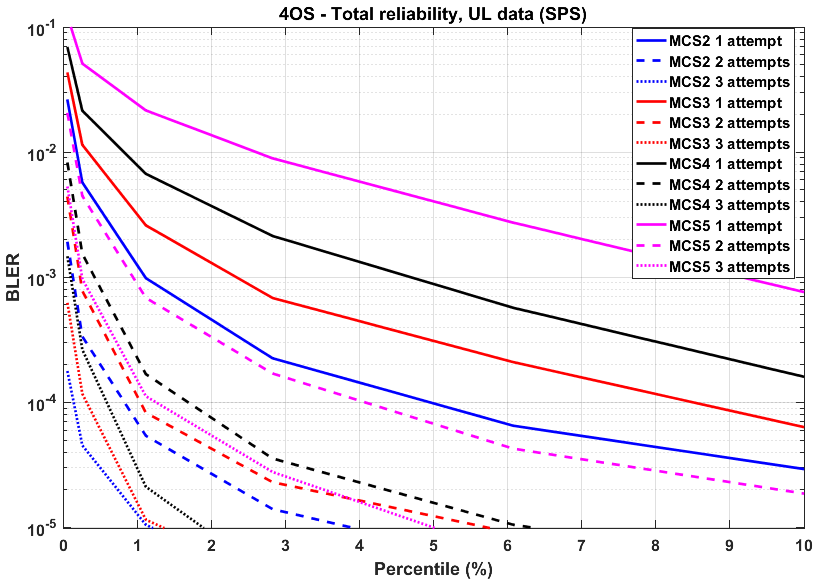 4OS - Total reliability, UL data (SPS)
BLER
10^-1
10^-2
10^-3
10^-4
10^-5
MCS2 1 attempt
MCS2 2 attempts
MCS2 3 attempts
MCS3 1 attempt
MCS3 2 attempts
MCS3 3 attempts
MCS4 1 attempt
MCS4 2 attempts
MCS4 3 attempts
MCS5 1 attempt
MCS5 2 attempts
MCS5 3 attempts
0 1 2 3 4 5 6 7 8 9 10
Percentile (%)